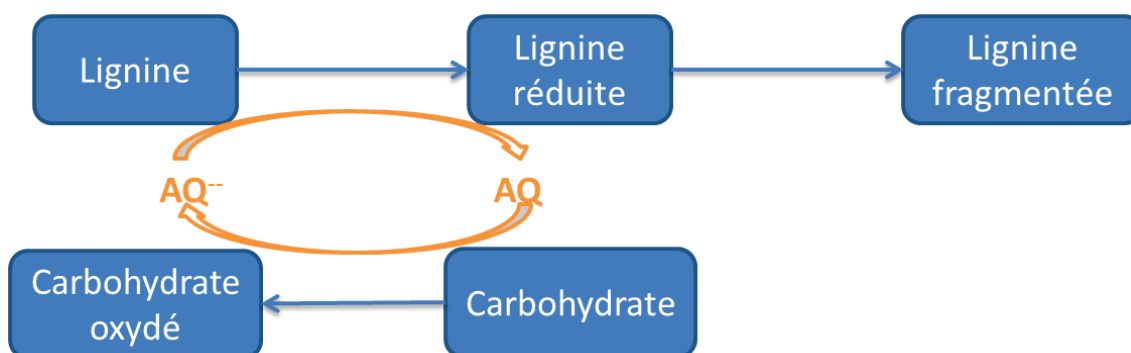 Lignine
Lignine
réduite
Lignine
fragmentée
AQ--
AQ
Carbohydrate
oxydé
Carbohydrate